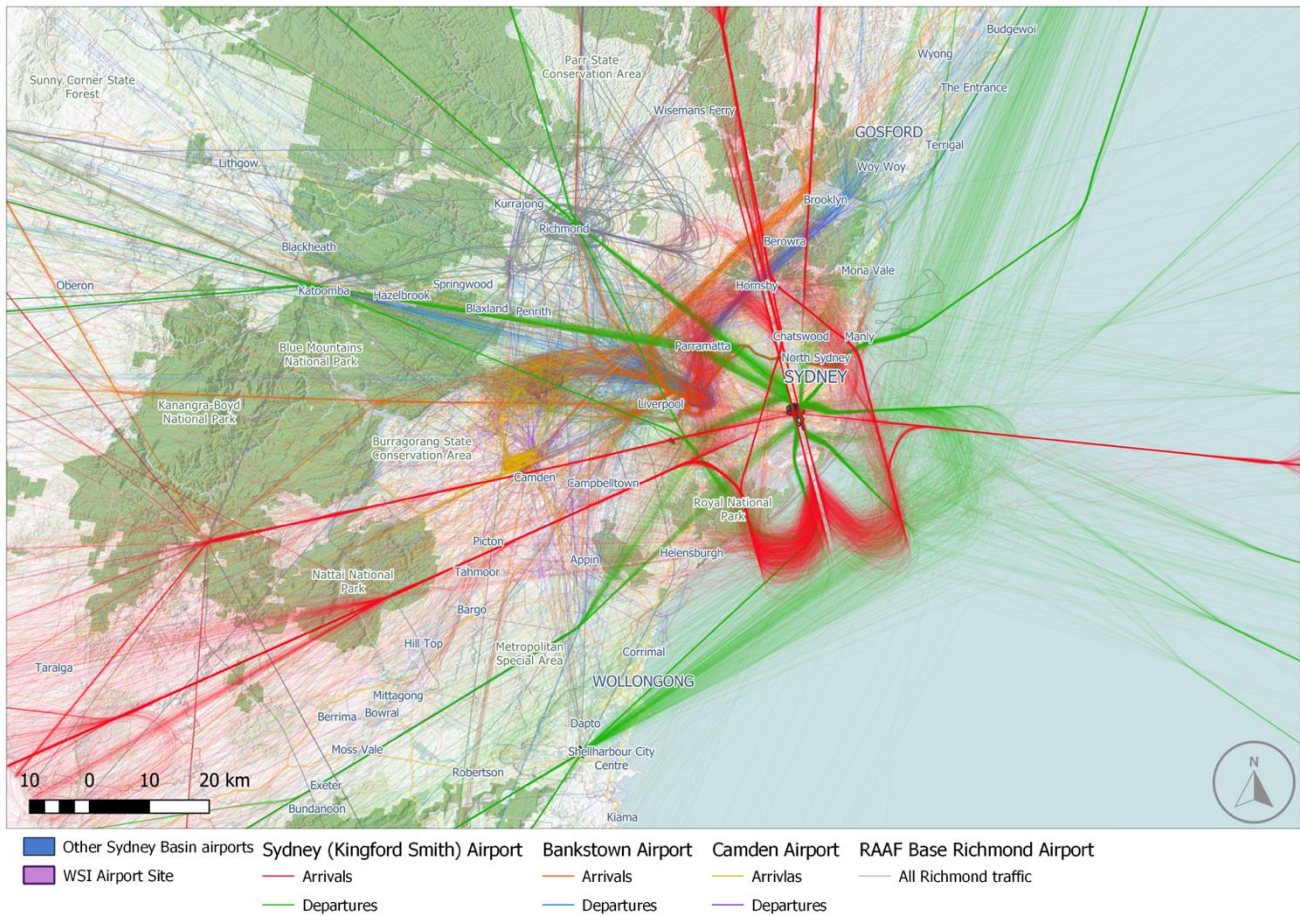 Budgewoi
Wyong
Parr State
Conservation Area
Sunny Corner State
Forest
The Entrance
Wisemans Ferry
GOSFORD
Terrigal
Lithgow
Woy Woy
Kurrajong
Brooklyn
Richmond
Blackheath
Berowra
Mona Vale
Oberon
Springwood
Hornsby
Katoomba
Hazelbrook
Blaxland
Penrith
Chatswood
Manly
Parramatta
Blue Mountains
National Park
North Sydney
SYDNEY
Kanangra-Boyd
National Park
Liverpool
Burragorang State
Conservation Area
Camden
Campbelltown
Royal National
Park
Picton
Helensburgh
Appin
Nattai National
Park
Tahmoor
Bargo
Hill Top
Metropolitan
Special Area
Corrimal
Taralga
WOLLONGONG
Mittagong
Berrima
Bowral
Dapto
Moss Vale
Shellharbour City
Centre
Robertson
Exeter
Bundanoon
Kiama
10 0 10 20 km
N
Other Sydney Basin airports
WSI Airport Site
Sydney (Kingford Smith) Airport
Arrivals
Departures
Bankstown Airport
Arrivals
Departures
Camden Airport
Arrivlas
Departures
RAAF Base Richmond Airport
All Richmond traffic